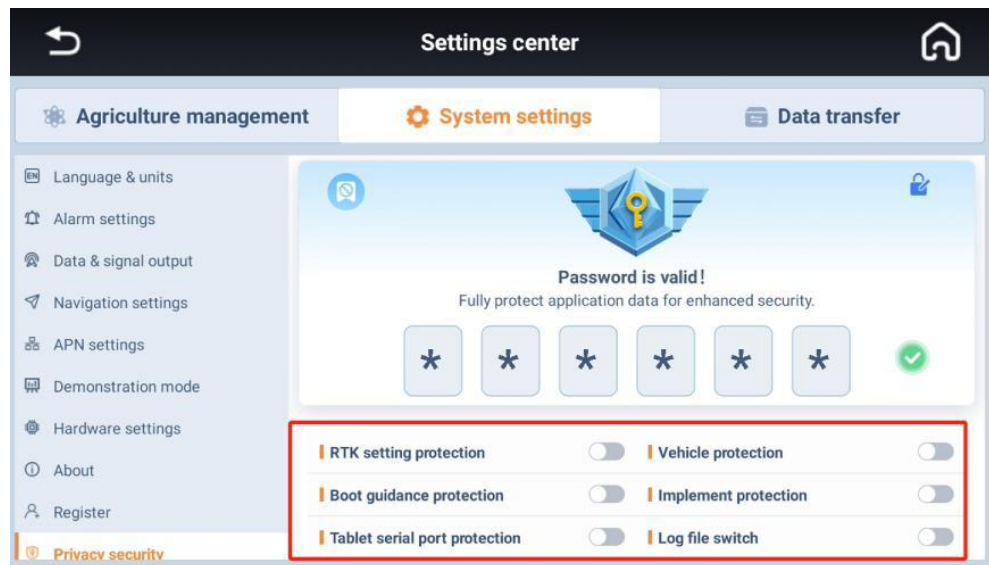 Settings center
Agriculture management
System settings
Data transfer
EN Language & units
Alarm settings
Data & signal output
Navigation settings
APN settings
Demonstration mode
Hardware settings
About
Register
Privacy security
Password is valid!
Fully protect application data for enhanced security.
* * * * * *
RTK setting protection
Vehicle protection
Boot guidance protection
Implement protection
Tablet serial port protection
Log file switch